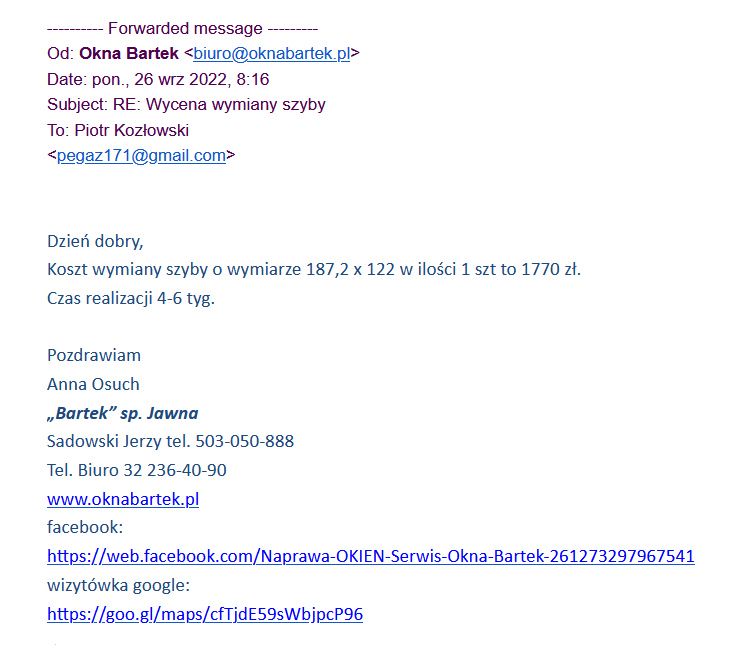 ---------- Forwarded message ---------
Od: Okna Bartek <biuro@oknabartek.pl>
Date: pon., 26 wrz 2022, 8:16
Subject: RE: Wycena wymiany szyby
To: Piotr Kozłowski
<pegaz171@gmail.com>
Dzień dobry,
Koszt wymiany szyby o wymiarze 187,2 x 122 w ilości 1 szt to 1770 zł.
Czas realizacji 4-6 tyg.
Pozdrawiam
Anna Osuch
„Bartek” sp. Jawna
Sadowski Jerzy tel. 503-050-888
Tel. Biuro 32 236-40-90
www.oknabartek.pl
facebook:
https://web.facebook.com/Naprawa-OKIEN-Serwis-Okna-Bartek-261273297967541
wizytówka google:
https://goo.gl/maps/cfTjdE59sWbjpcP96